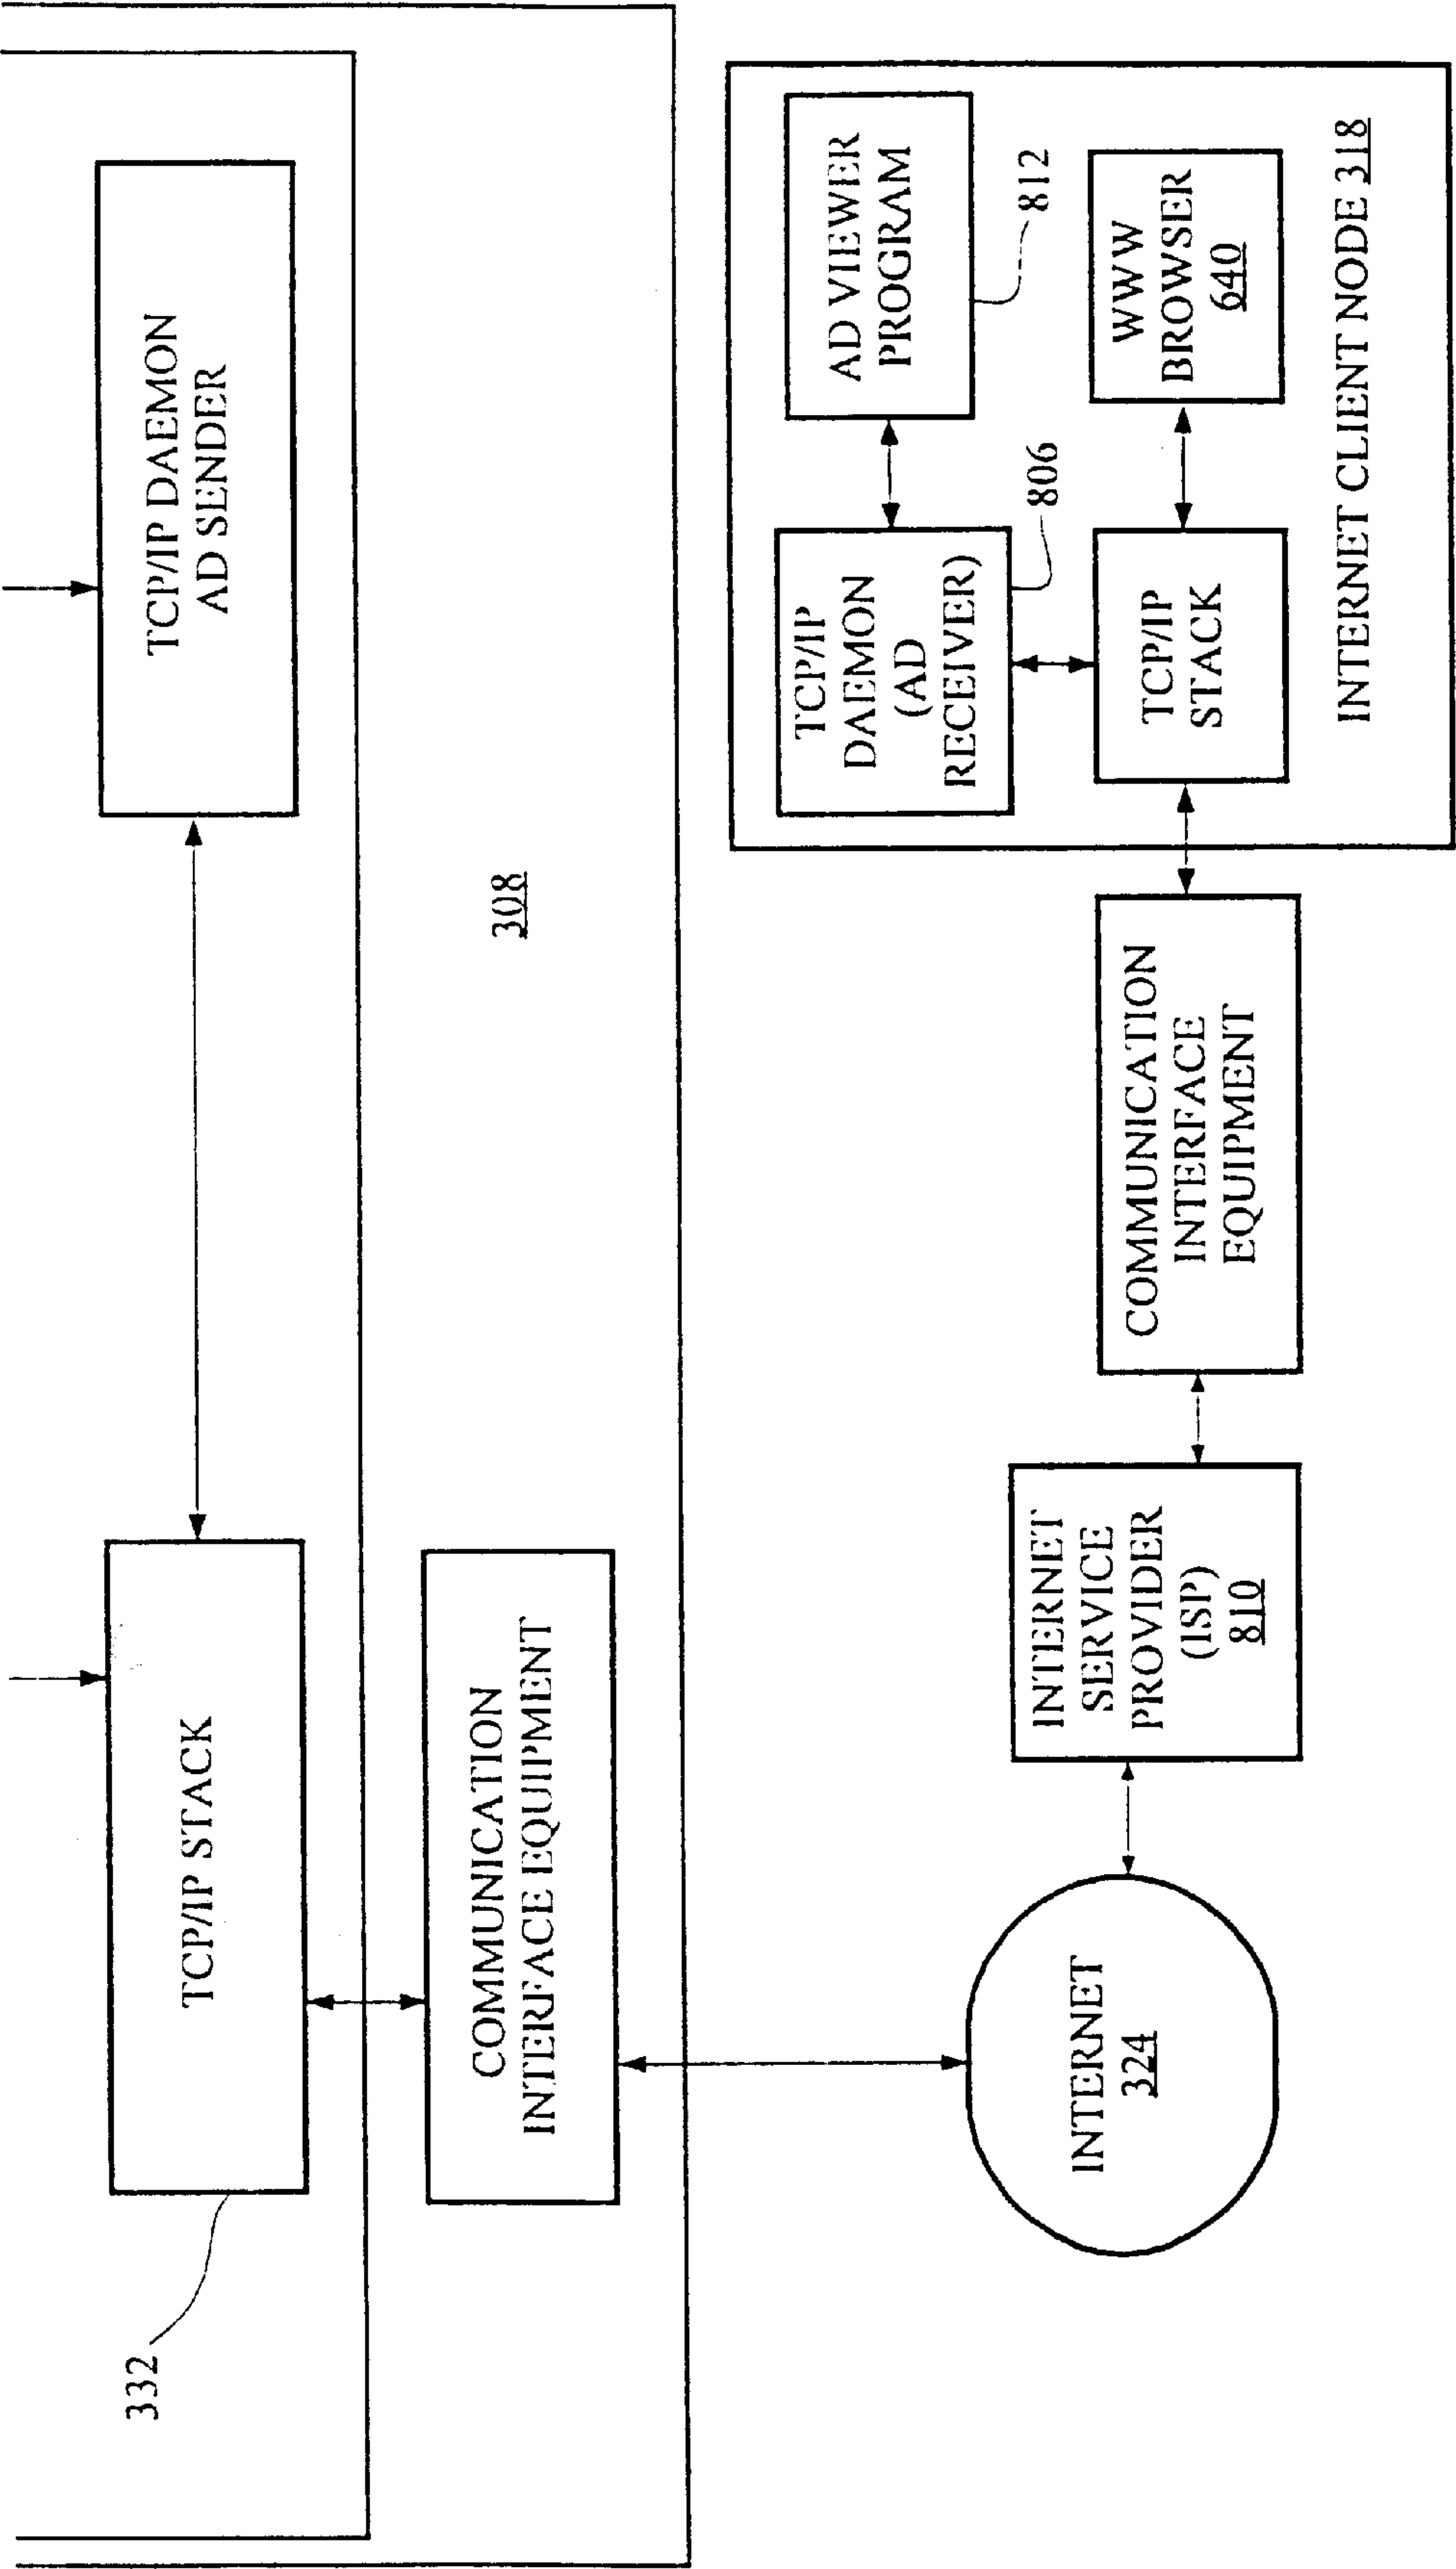 TCP/IP STACK
332
TCP/IP DAEMON
AD SENDER
COMMUNICATION
INTERFACE EQUIPMENT
308
INTERNET
324
INTERNET
SERVICE
PROVIDER
(ISP)
810
COMMUNICATION
INTERFACE
EQUIPMENT
TCP/IP
DAEMON
(AD
RECEIVER)
806
AD VIEWER
PROGRAM
812
TCP/IP
STACK
WWW
BROWSER
640
INTERNET CLIENT NODE 318